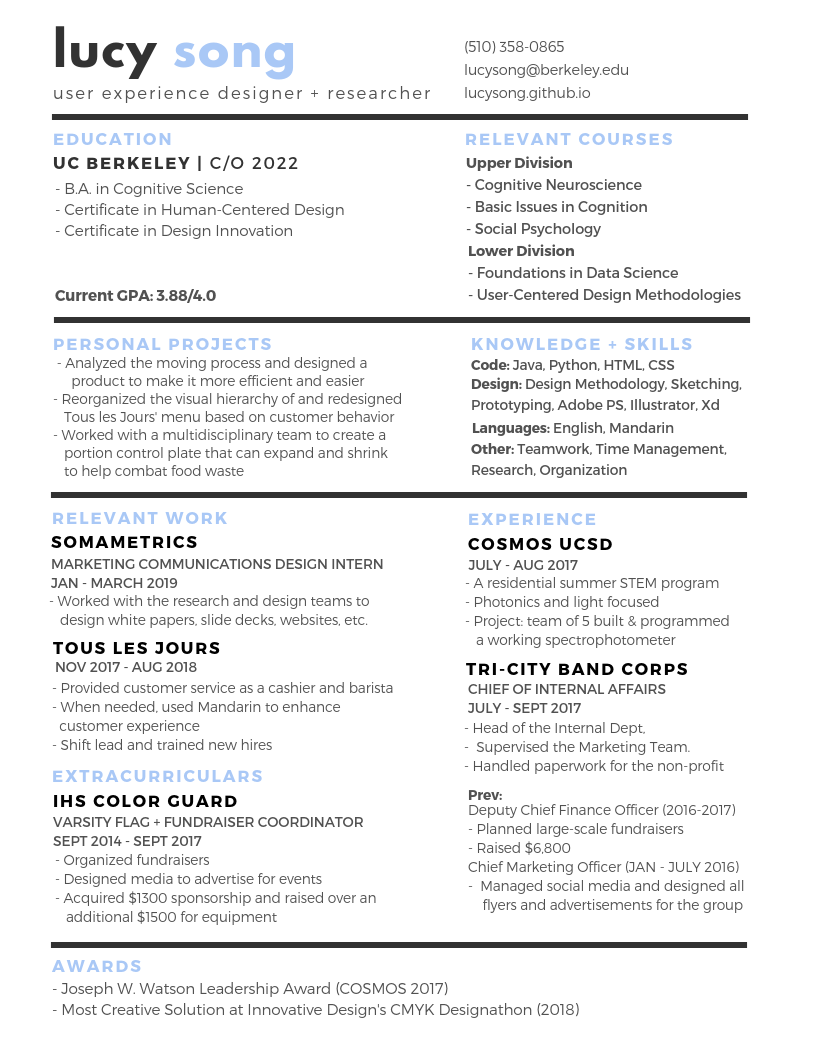 lucy song
user experience designer + researcher
(510) 358-0865
lucysong@berkeley.edu
lucysong.github.io
EDUCATION
UC BERKELEY | C/O 2022
- B.A. in Cognitive Science
- Certificate in Human-Centered Design
- Certificate in Design Innovation
Current GPA: 3.88/4.0
RELEVANT COURSES
Upper Division
- Cognitive Neuroscience
- Basic Issues in Cognition
- Social Psychology
Lower Division
- Foundations in Data Science
- User-Centered Design Methodologies
PERSONAL PROJECTS
- Analyzed the moving process and designed a
product to make it more efficient and easier
- Reorganized the visual hierarchy of and redesigned
Tous les Jours' menu based on customer behavior
- Worked with a multidisciplinary team to create a
portion control plate that can expand and shrink
to help combat food waste
KNOWLEDGE + SKILLS
Code: Java, Python, HTML, CSS
Design: Design Methodology, Sketching,
Prototyping, Adobe PS, Illustrator, Xd
Languages: English, Mandarin
Other: Teamwork, Time Management,
Research, Organization
RELEVANT WORK
SOMAMETRICS
MARKETING COMMUNICATIONS DESIGN INTERN
JAN - MARCH 2019
- Worked with the research and design teams to
design white papers, slide decks, websites, etc.
TOUS LES JOURS
NOV 2017 - AUG 2018
- Provided customer service as a cashier and barista
- When needed, used Mandarin to enhance
customer experience
- Shift lead and trained new hires
EXTRACURRICULARS
IHS COLOR GUARD
VARSITY FLAG + FUNDRAISER COORDINATOR
SEPT 2014 - SEPT 2017
- Organized fundraisers
- Designed media to advertise for events
- Acquired $1300 sponsorship and raised over an
additional $1500 for equipment
EXPERIENCE
COSMOS UCSD
JULY - AUG 2017
- A residential summer STEM program
- Photonics and light focused
- Project: team of 5 built & programmed
a working spectrophotometer
TRI-CITY BAND CORPS
CHIEF OF INTERNAL AFFAIRS
JULY - SEPT 2017
- Head of the Internal Dept,
- Supervised the Marketing Team.
- Handled paperwork for the non-profit
Prev:
Deputy Chief Finance Officer (2016-2017)
- Planned large-scale fundraisers
- Raised $6,800
Chief Marketing Officer (JAN - JULY 2016)
- Managed social media and designed all
flyers and advertisements for the group
AWARDS
- Joseph W. Watson Leadership Award (COSMOS 2017)
- Most Creative Solution at Innovative Design's CMYK Designathon (2018)